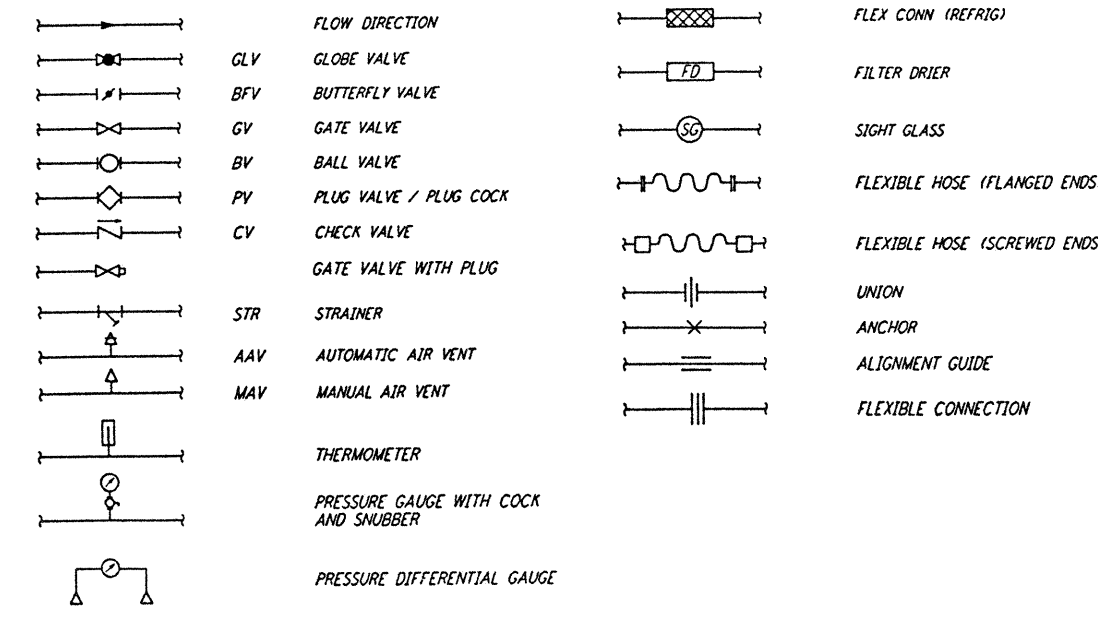 FLOW DIRECTION
GLV GLOBE VALVE
BFV BUTTERFLY VALVE
GV GATE VALVE
BV BALL VALVE
PV PLUG VALVE / PLUG COCK
CV CHECK VALVE
GATE VALVE WITH PLUG
STR STRAINER
AAV AUTOMATIC AIR VENT
MAV MANUAL AIR VENT
THERMOMETER
PRESSURE GAUGE WITH COCK
AND SNUBBER
PRESSURE DIFFERENTIAL GAUGE
FLEX CONN (REFRIG)
FD FILTER DRIER
SG SIGHT GLASS
FLEXIBLE HOSE (FLANGED ENDS
FLEXIBLE HOSE (SCREWED ENDS
UNION
ANCHOR
ALIGNMENT GUIDE
FLEXIBLE CONNECTION